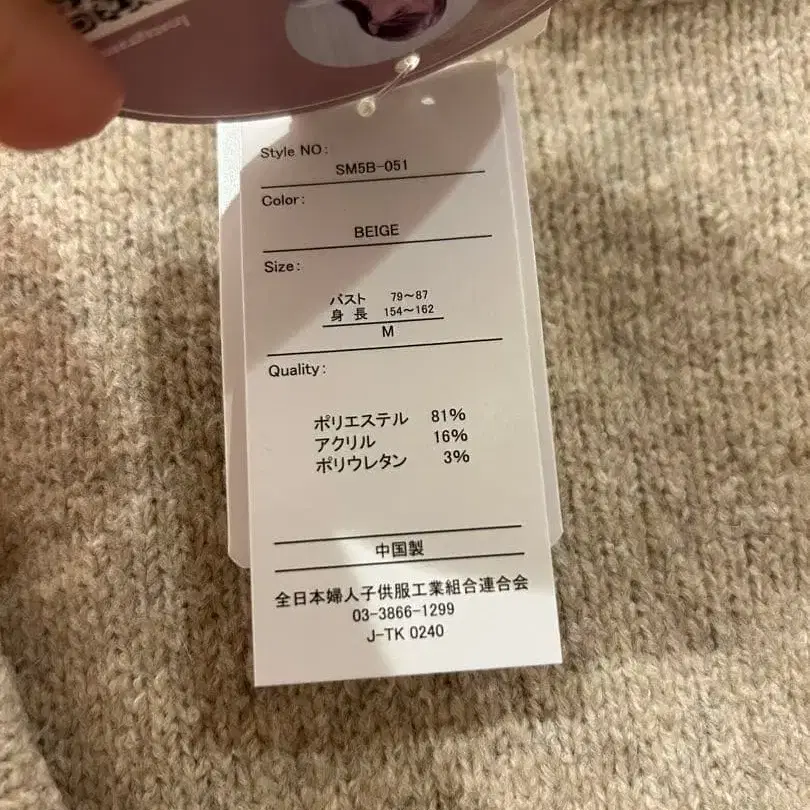 Instagram
Style NO:
SM5B-051
Color:
BEIGE
Size:
バスト 79～87
身 長 154～162
M
Quality:
ポリエステル 81%
アクリル 16%
ポリウレタン 3%
中国製
全日本婦人子供服工業組合連合会
03-3866-1299
J-TK 0240